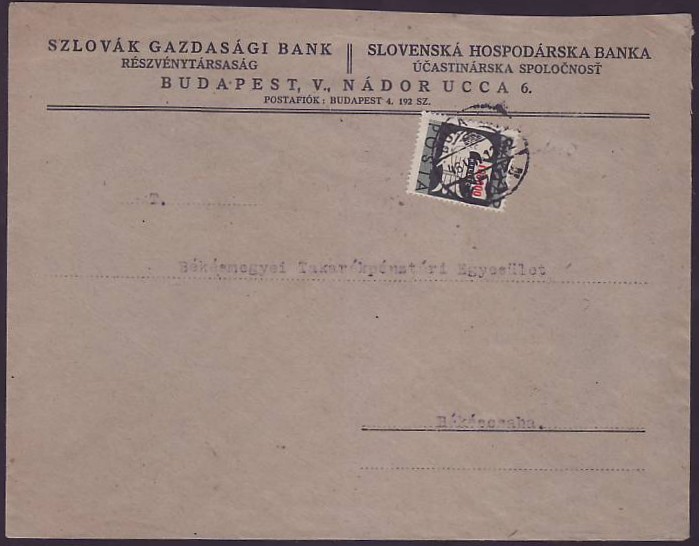 SZLOVÁK GAZDASÁGI BANK
RÉSZVÉNYTÁRSASÁG
SLOVENSKÁ HOSPODÁRSKA BANKA
ÚČASTINÁRSKA SPOLOČNOSŤ
BUDAPEST, V., NÁDOR UCCA 6.
POSTAFIÓK: BUDAPEST 4. 192 SZ.
POSTA
T.
Békésmegyei Takarékpénztári Egyesület
Békéscsaba.